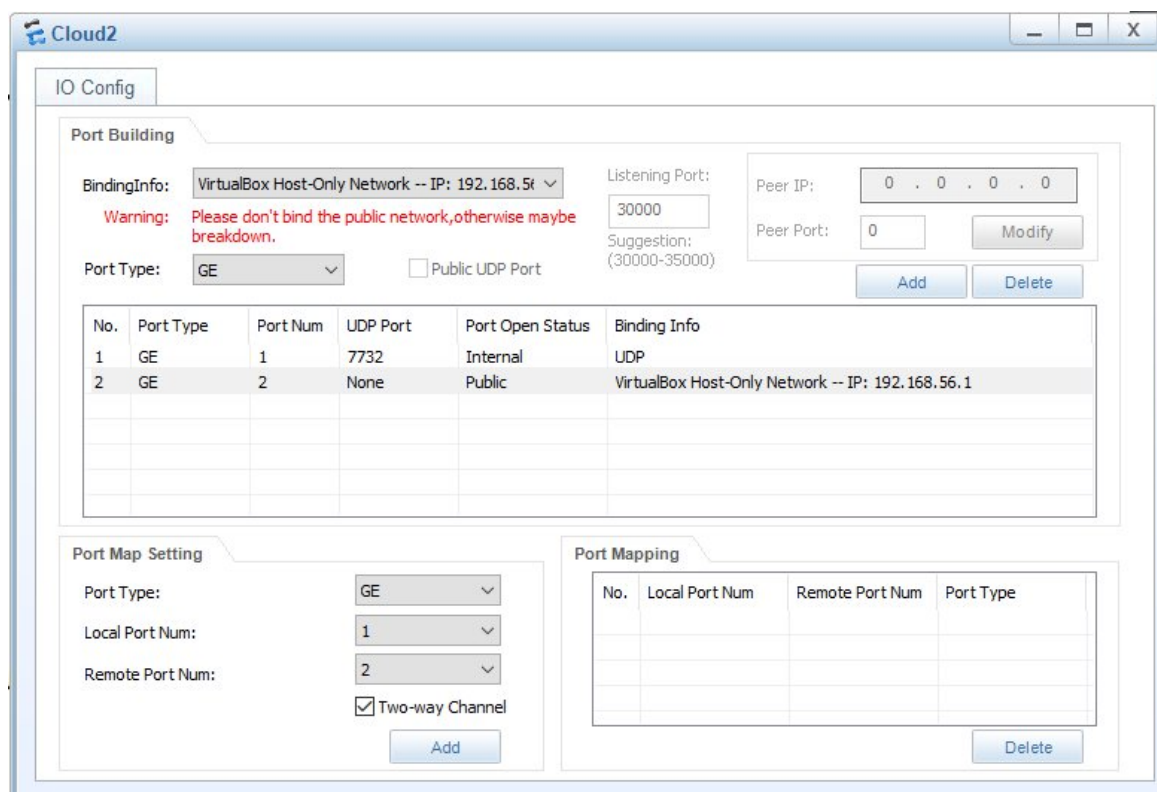 Cloud2
X
IO Config
Port Building
BindingInfo: VirtualBox Host-Only Network -- IP: 192.168.56
Listening Port:
30000
Suggestion:
(30000-35000)
Peer IP: 0 . 0 . 0 . 0
Peer Port: 0 Modify
Warning: Please don't bind the public network,otherwise maybe
breakdown.
Port Type: GE Public UDP Port
Add Delete
No. Port Type Port Num UDP Port Port Open Status Binding Info
1 GE 1 7732 Internal UDP
2 GE 2 None Public VirtualBox Host-Only Network -- IP: 192.168.56.1
Port Map Setting
Port Type: GE
Local Port Num: 1
Remote Port Num: 2
Two-way Channel
Add
Port Mapping
No. Local Port Num Remote Port Num Port Type
Delete